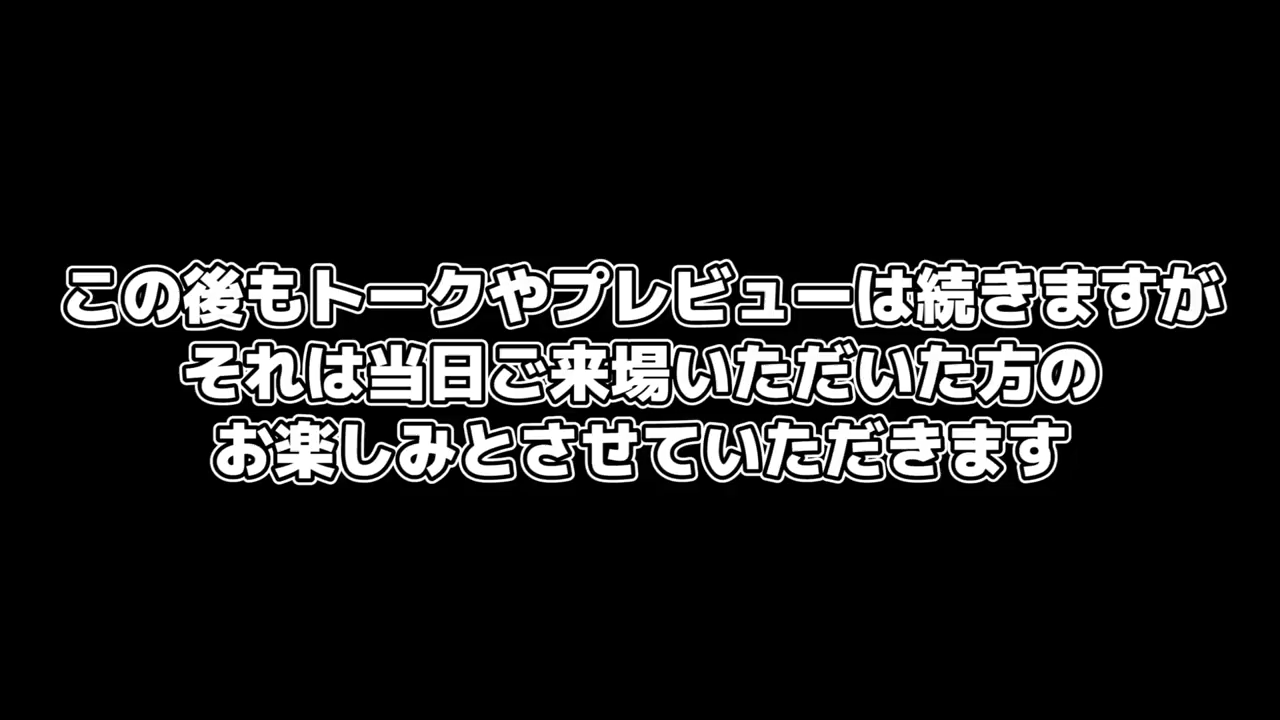 この後もトークやプレビューは続きますが
それは当日ご来場いただいた方の
お楽しみとさせていただきます